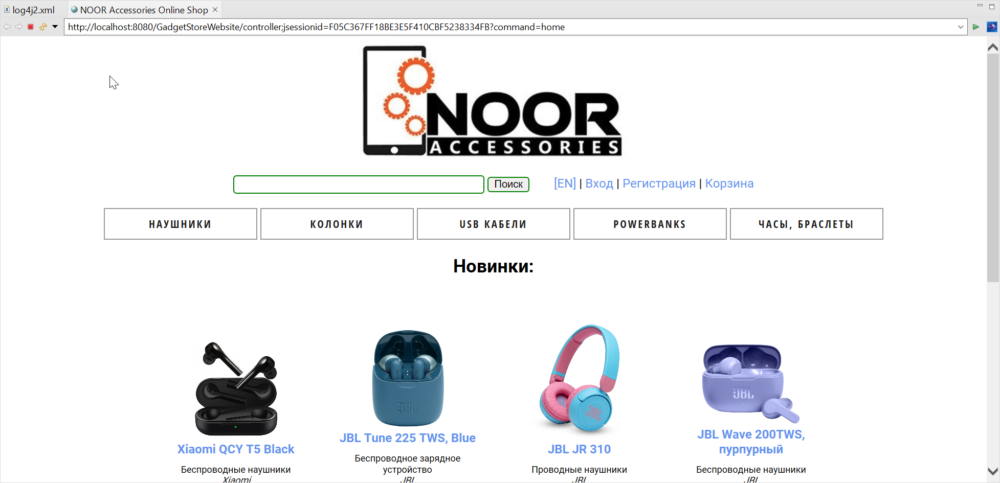 log4j2.xml
NOOR Accessories Online Shop
http://localhost:8080/GadgetStoreWebsite/controller;jsessionid=F05C367FF18BE3E5F410CBF5238334FB?command=home
NOOR
ACCESSORIES
Поиск
[EN] | Вход | Регистрация | Корзина
НАУШНИКИ
КОЛОНКИ
USB КАБЕЛИ
POWERBANKS
ЧАСЫ, БРАСЛЕТЫ
Новинки:
JBL
JBL
JBL
Xiaomi QCY T5 Black
Беспроводные наушники
Xiaomi
JBL Tune 225 TWS, Blue
Беспроводное зарядное
устройство
JBL
JBL JR 310
Проводные наушники
JBL
JBL Wave 200TWS,
пурпурный
Беспроводные наушники
JBL